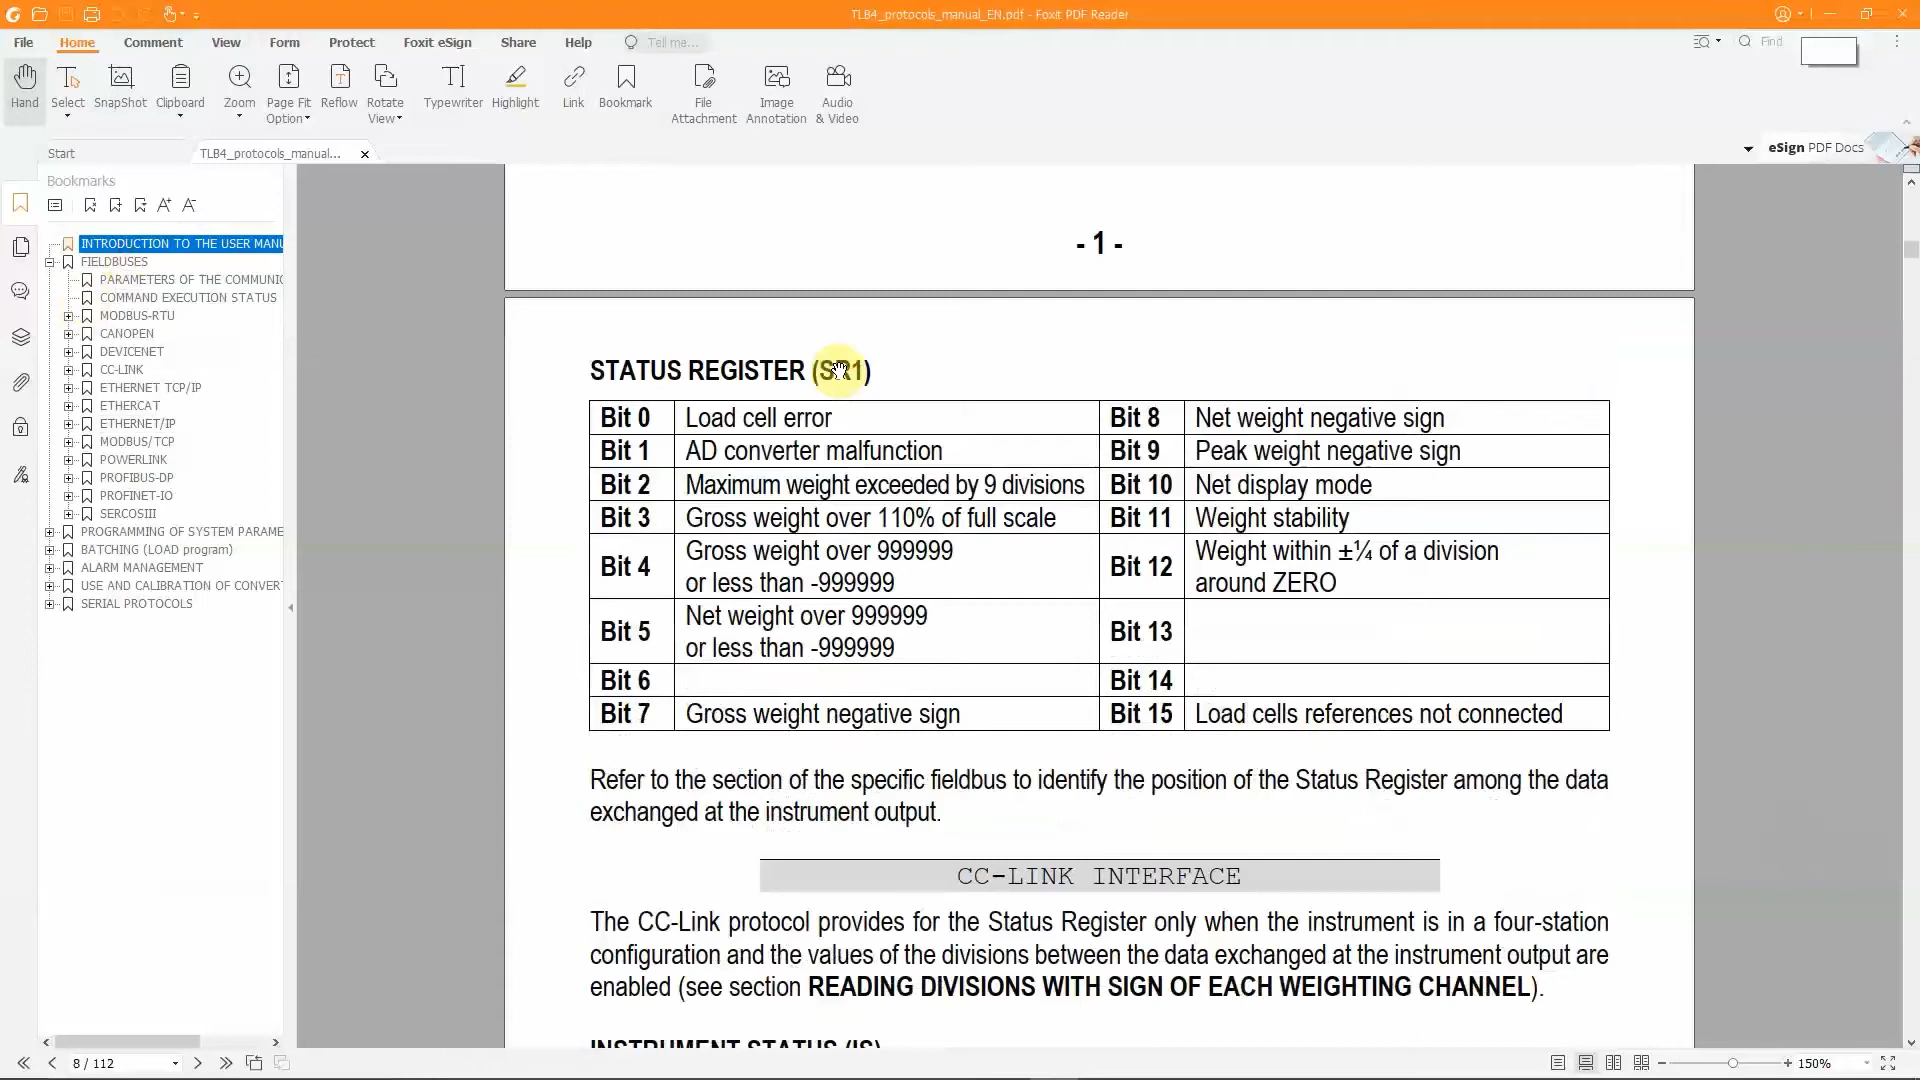 TLB4_protocols_manual_EN.pdf - Foxit PDF Reader
File Home Comment View Form Protect Foxit eSign Share Help Tell me... Find
Hand Select SnapShot Clipboard Zoom Page Fit Option Reflow Rotate View Typewriter Highlight Link Bookmark File Attachment Image Annotation Audio & Video
Start TLB4_protocols_manual... eSign PDF Docs
Bookmarks
INTRODUCTION TO THE USER MANU
FIELDBUSES
PARAMETERS OF THE COMMUNIC
COMMAND EXECUTION STATUS
MODBUS-RTU
CANOPEN
DEVICENET
CC-LINK
ETHERNET TCP/IP
ETHERCAT
ETHERNET/IP
MODBUS/TCP
POWERLINK
PROFIBUS-DP
PROFINET-IO
SERCOSIII
PROGRAMMING OF SYSTEM PARAME
BATCHING (LOAD program)
ALARM MANAGEMENT
USE AND CALIBRATION OF CONVERT
SERIAL PROTOCOLS
- 1 -
STATUS REGISTER (SR1)
Bit 0 Load cell error Bit 8 Net weight negative sign
Bit 1 AD converter malfunction Bit 9 Peak weight negative sign
Bit 2 Maximum weight exceeded by 9 divisions Bit 10 Net display mode
Bit 3 Gross weight over 110% of full scale Bit 11 Weight stability
Bit 4 Gross weight over 999999 or less than -999999 Bit 12 Weight within ±¼ of a division around ZERO
Bit 5 Net weight over 999999 or less than -999999 Bit 13
Bit 6 Bit 14
Bit 7 Gross weight negative sign Bit 15 Load cells references not connected
Refer to the section of the specific fieldbus to identify the position of the Status Register among the data
exchanged at the instrument output.
CC-LINK INTERFACE
The CC-Link protocol provides for the Status Register only when the instrument is in a four-station
configuration and the values of the divisions between the data exchanged at the instrument output are
enabled (see section READING DIVISIONS WITH SIGN OF EACH WEIGHTING CHANNEL).
INSTRUMENT STATUS (IS)
8 / 112 150%